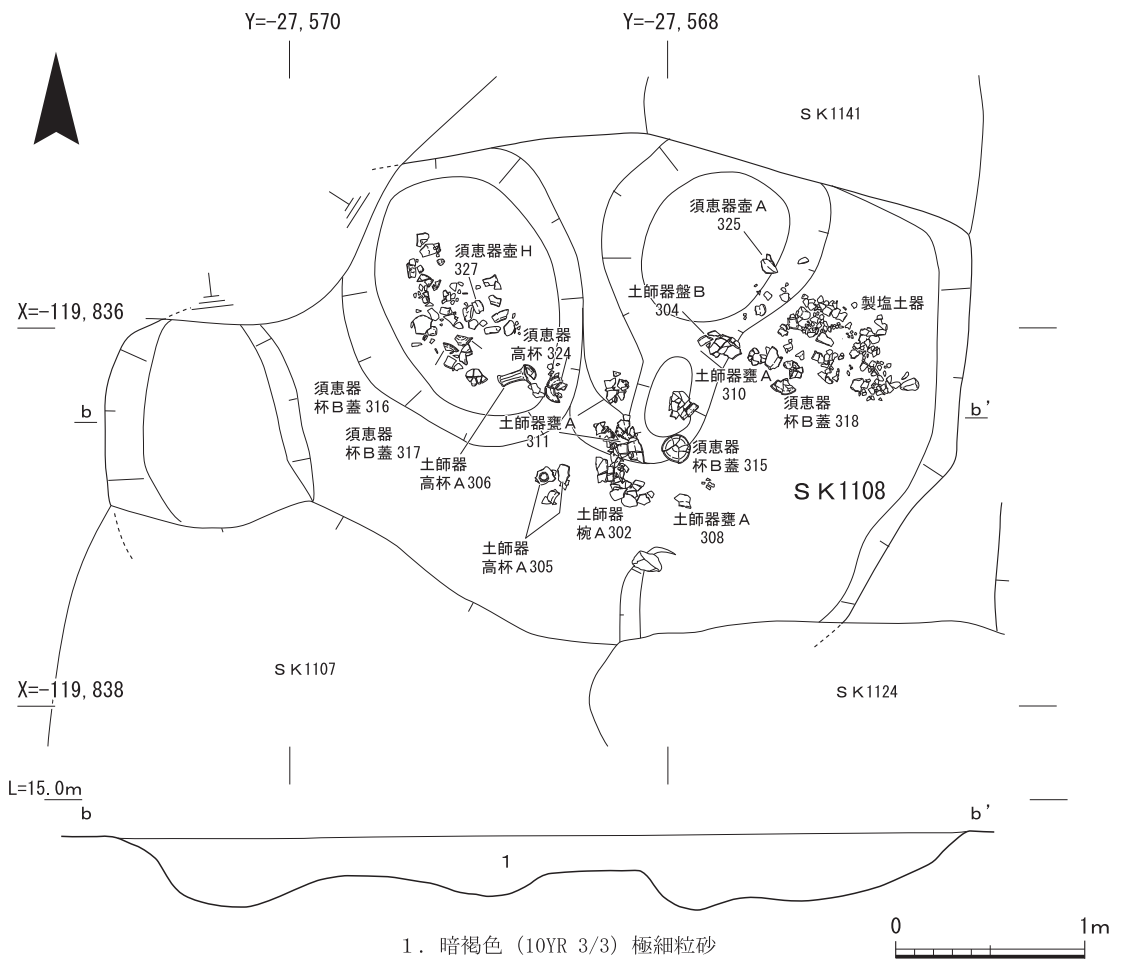 Y=-27,570
Y=-27,568
ＳＫ1141
須恵器壺Ａ
325
須恵器壺Ｈ
327
土師器盤Ｂ
304
製塩土器
X=-119,836
須恵器
高杯 324
土師器甕Ａ
310
須恵器
杯Ｂ蓋 316
須恵器
杯Ｂ蓋 318
b
b’
土師器甕Ａ
311
須恵器
杯Ｂ蓋 317
須恵器
杯Ｂ蓋 315
土師器
高杯Ａ306
ＳＫ1108
土師器
椀Ａ302
土師器甕Ａ
308
土師器
高杯Ａ305
ＳＫ1107
X=-119,838
ＳＫ1124
L=15.0m
b
b’
1
0
1m
１．暗褐色 (10YR 3/3) 極細粒砂